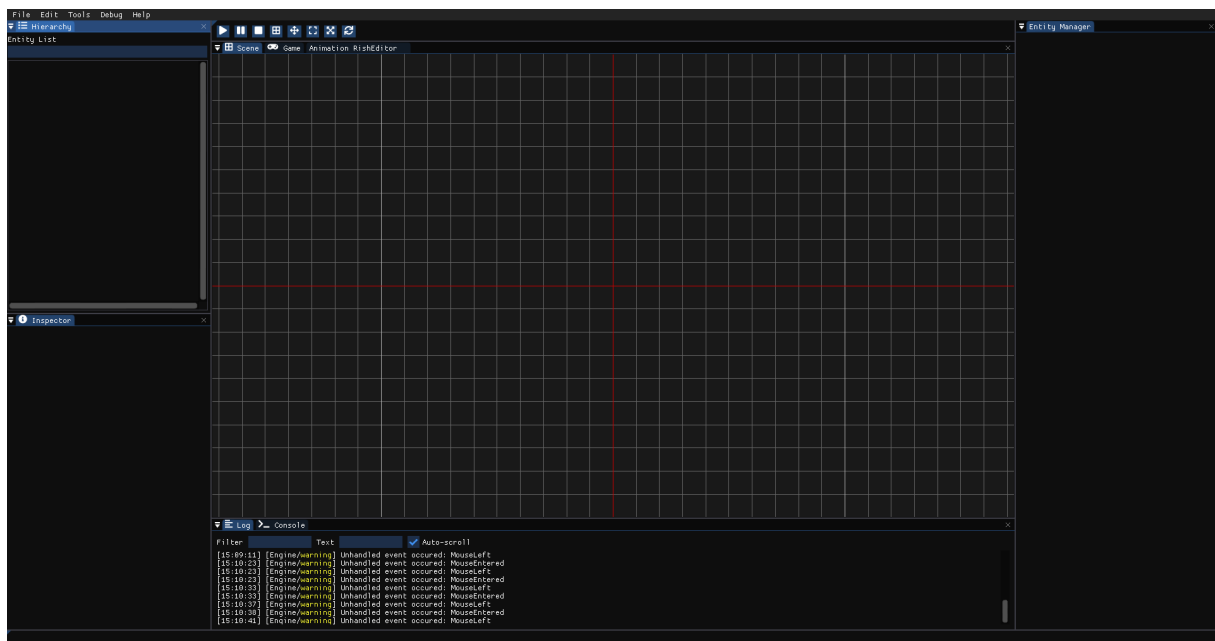 File Edit Tools Debug Help
Hierarchy
Entity List
Scene Game Animation RishEditor
Entity Manager
Inspector
Log Console
Filter Text Auto-scroll
[15:09:11] [Engine/warning] Unhandled event occured: MouseLeft
[15:10:23] [Engine/warning] Unhandled event occured: MouseEntered
[15:10:23] [Engine/warning] Unhandled event occured: MouseLeft
[15:10:23] [Engine/warning] Unhandled event occured: MouseEntered
[15:10:33] [Engine/warning] Unhandled event occured: MouseLeft
[15:10:33] [Engine/warning] Unhandled event occured: MouseEntered
[15:10:37] [Engine/warning] Unhandled event occured: MouseLeft
[15:10:38] [Engine/warning] Unhandled event occured: MouseEntered
[15:10:41] [Engine/warning] Unhandled event occured: MouseLeft